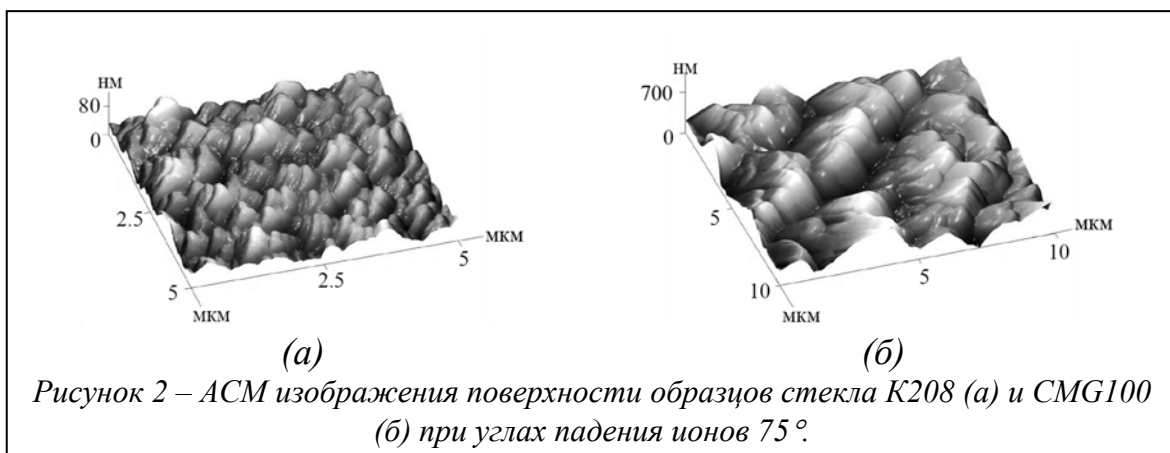 нм
80
0
2.5
5
мкм
2.5
5
мкм
(а)
нм
700
0
5
10
мкм
5
10
мкм
(б)
Рисунок 2 – АСМ изображения поверхности образцов стекла К208 (а) и CMG100
(б) при углах падения ионов 75°.